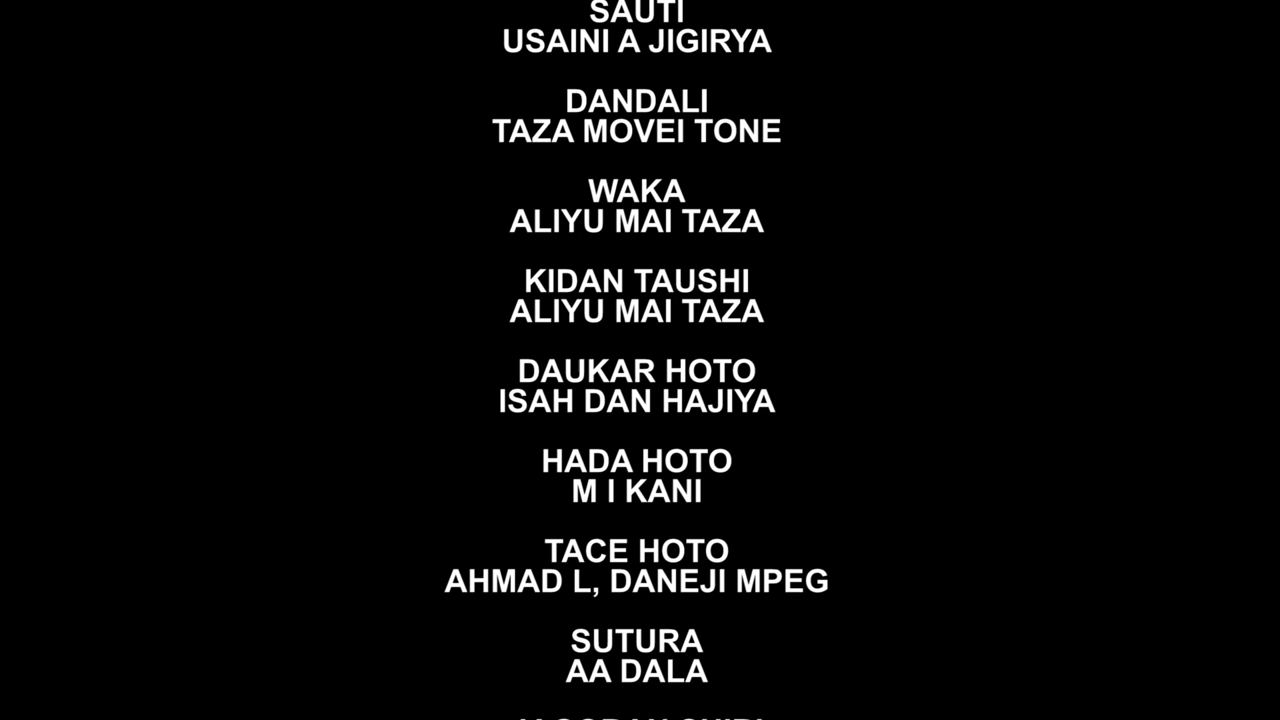 SAUTI
USAINI A JIGIRYA
DANDALI
TAZA MOVEI TONE
WAKA
ALIYU MAI TAZA
KIDAN TAUSHI
ALIYU MAI TAZA
DAUKAR HOTO
ISAH DAN HAJIYA
HADA HOTO
M I KANI
TACE HOTO
AHMAD L, DANEJI MPEG
SUTURA
AA DALA